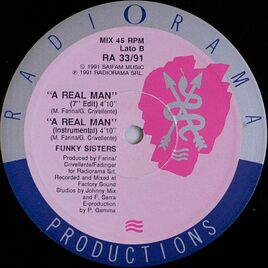 RADIORAMA
MIX 45 RPM
Lato B
RA 33/91
© 1991 SAIFAM MUSIC
℗ 1991 RADIORAMA SRL.
"A REAL MAN"
(7" Edit) 4'10"
(M. Farina/G. Crivellente)
"A REAL MAN"
(Instrumental) 4'10"
(M. Farina/G. Crivellente)
FUNKY SISTERS
Produced by Farina/
Crivellente/Fadinger
for Radiorama Srl.
Recorded and Mixed at
Factory Sound
Studios by Johnny Mix
and F. Serra
E-production
by P. Gemma
PRODUCTIONS